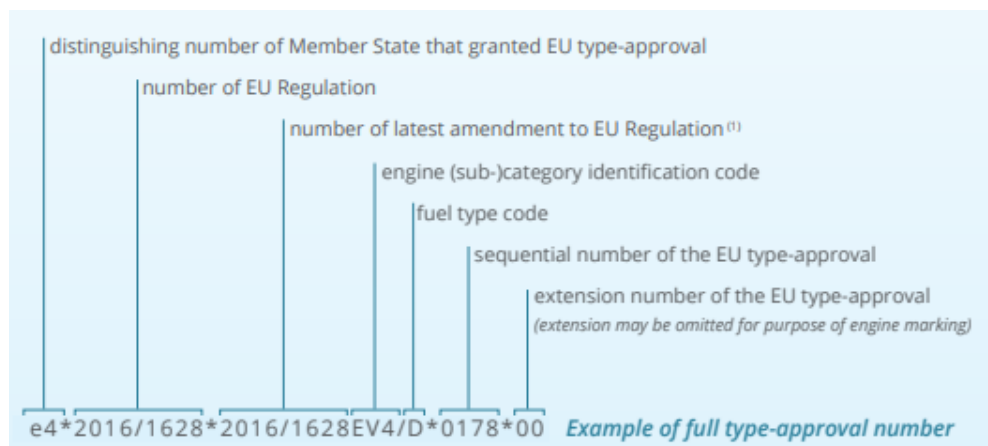 distinguishing number of Member State that granted EU type-approval
number of EU Regulation
number of latest amendment to EU Regulation (1)
engine (sub-)category identification code
fuel type code
sequential number of the EU type-approval
extension number of the EU type-approval
(extension may be omitted for purpose of engine marking)
e4*2016/1628*2016/1628EV4/D*0178*00 Example of full type-approval number